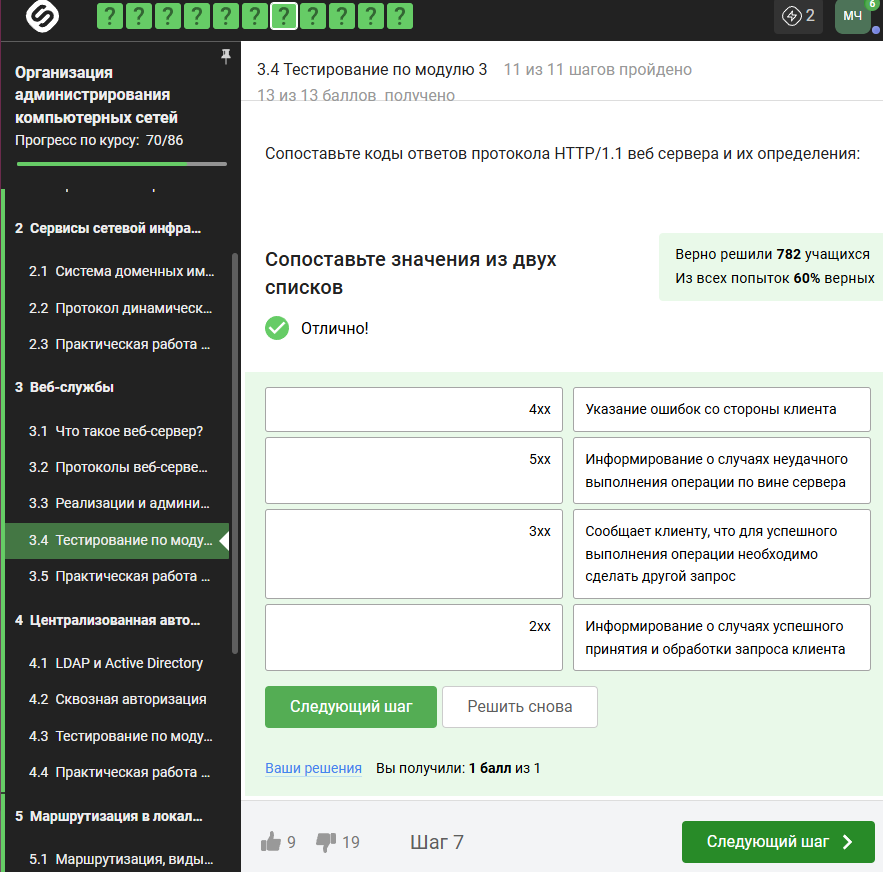 ? ? ? ? ? ? ? ? ? ? ?
2
МЧ
6
Организация
администрирования
компьютерных сетей
Прогресс по курсу: 70/86
2 Сервисы сетевой инфра...
2.1 Система доменных им...
2.2 Протокол динамическ...
2.3 Практическая работа ...
3 Веб-службы
3.1 Что такое веб-сервер?
3.2 Протоколы веб-серве...
3.3 Реализации и админи...
3.4 Тестирование по моду...
3.5 Практическая работа ...
4 Централизованная авто...
4.1 LDAP и Active Directory
4.2 Сквозная авторизация
4.3 Тестирование по моду...
4.4 Практическая работа ...
5 Маршрутизация в локал...
5.1 Маршрутизация, виды...
3.4 Тестирование по модулю 3 11 из 11 шагов пройдено
13 из 13 баллов получено
Сопоставьте коды ответов протокола HTTP/1.1 веб сервера и их определения:
Сопоставьте значения из двух
списков
Верно решили 782 учащихся
Из всех попыток 60% верных
Отлично!
4xx
Указание ошибок со стороны клиента
5xx
Информирование о случаях неудачного
выполнения операции по вине сервера
3xx
Сообщает клиенту, что для успешного
выполнения операции необходимо
сделать другой запрос
2xx
Информирование о случаях успешного
принятия и обработки запроса клиента
Следующий шаг
Решить снова
Ваши решения Вы получили: 1 балл из 1
9 19 Шаг 7
Следующий шаг